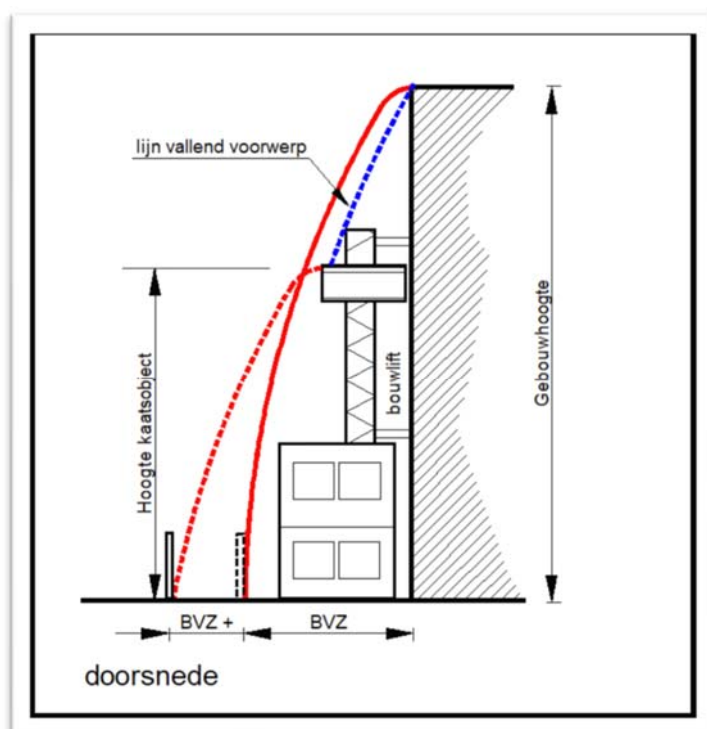 lijn vallend voorwerp
Hoogte kaatsobject
bouwlift
Gebouwhoogte
BVZ +
BVZ
doorsnede